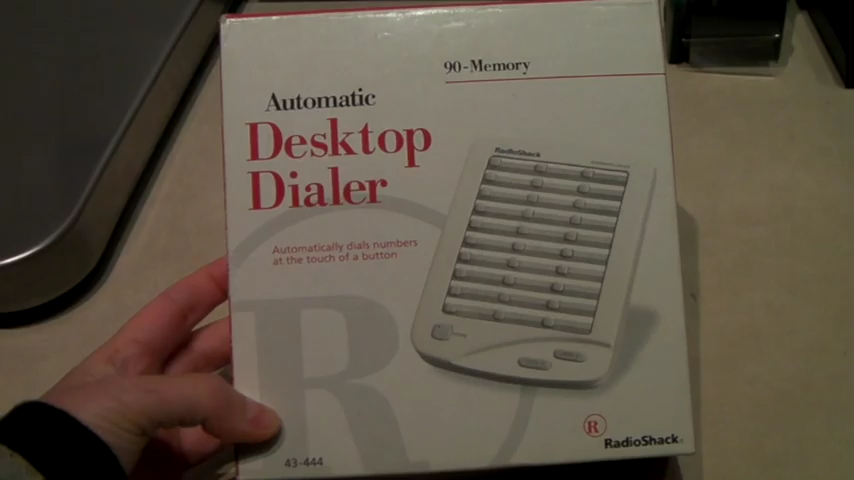 90-Memory
Automatic
Desktop
Dialer
Automatically dials numbers
at the touch of a button
RadioShack
R
R
RadioShack
43-444